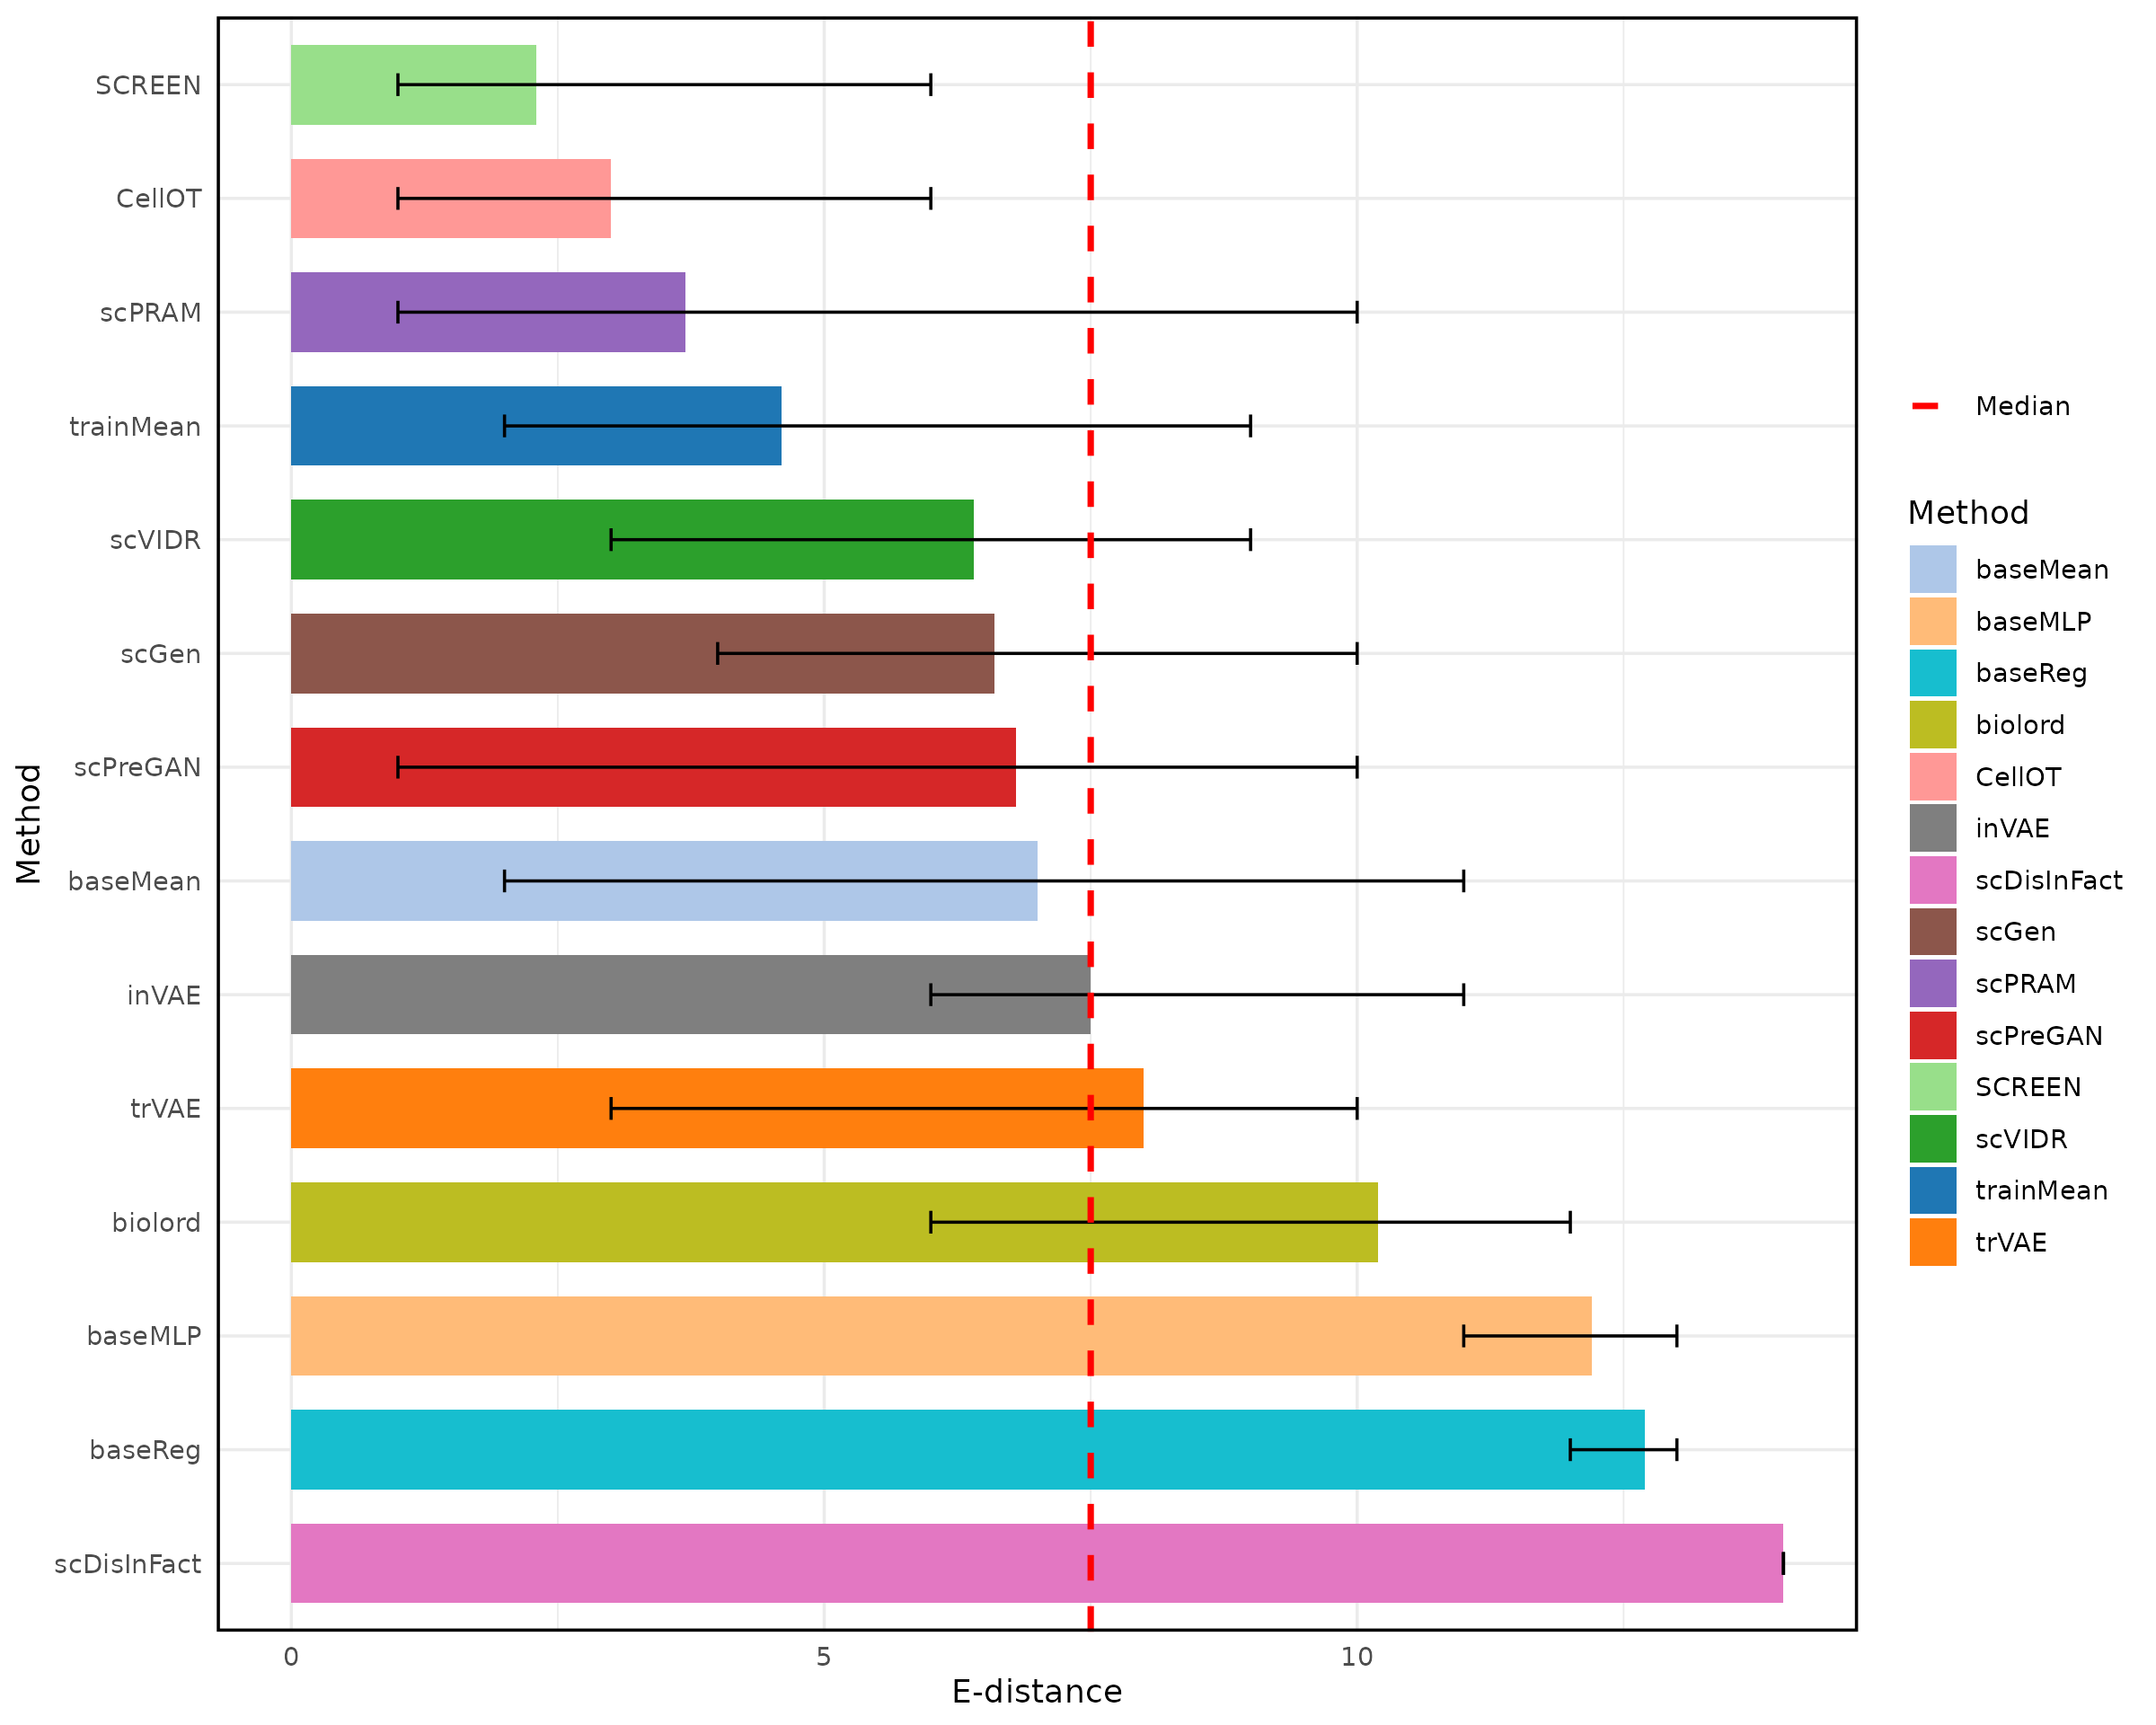 SCREEN
CellOT
scPRAM
trainMean
scVIDR
scGen
scPreGAN
baseMean
inVAE
trVAE
biolord
baseMLP
baseReg
scDisInFact
Method
0
5
10
E-distance
Median
Method
baseMean
baseMLP
baseReg
biolord
CellOT
inVAE
scDisInFact
scGen
scPRAM
scPreGAN
SCREEN
scVIDR
trainMean
trVAE